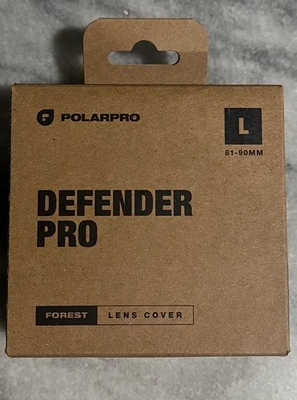 POLARPRO
L
81-90MM
DEFENDER
PRO
FOREST LENS COVER